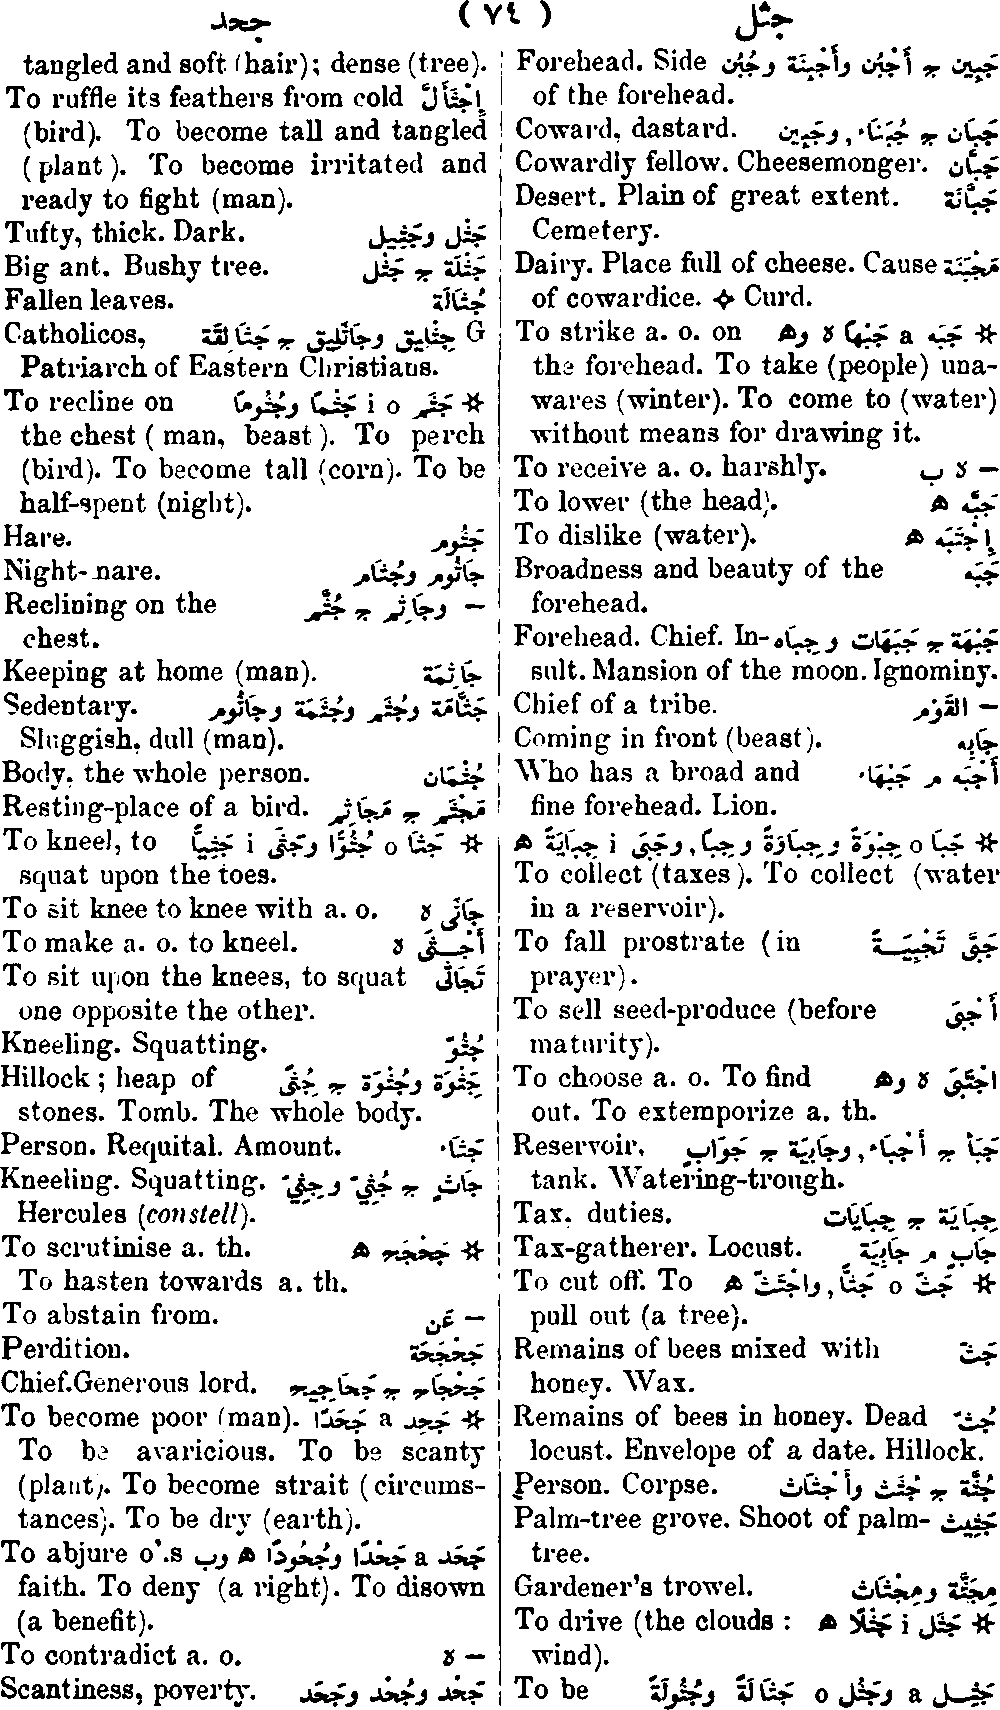 جثل ( ٧٤ ) جحد
Forehead. Side جَبِين ج أَجْبُن وأَجْبِنَة وجُبُن
of the forehead.
Coward, dastard. جَبَان ج جُبَنَاء, وجَبِين
Cowardly fellow. Cheesemonger. جَبَّان
Desert. Plain of great extent. جَبَّانَة
Cemetery.
Dairy. Place full of cheese. Cause مَجْبَنَة
of cowardice. ✧ Curd.
To strike a. o. on ✲ جَبَه a جَبْهًا ه وه
the forehead. To take (people) una-
wares (winter). To come to (water)
without means for drawing it.
To receive a. o. harshly. – ه ب
To lower (the head). جَبَّه ه
To dislike (water). إِجْتَبَه ه
Broadness and beauty of the جَبَه
forehead.
Forehead. Chief. In- جَبْهَة ج جَبَهَات وجِبَاه
sult. Mansion of the moon. Ignominy.
Chief of a tribe. – القَوْم
Coming in front (beast). جَابِه
Who has a broad and أَجْبَه م جَبْهَاء
fine forehead. Lion.
✲ جَبَا o جِبْوَةً وجِبَاوَةً وجِبًا, وجَبَى i جِبَايَةً ه
To collect (taxes). To collect (water
in a reservoir).
To fall prostrate (in جَبَّى تَجْبِيَـةً
prayer).
To sell seed-produce (before أَجْبَى
maturity).
To choose a. o. To find اجْتَبَى ه وه
out. To extemporize a. th.
Reservoir, جَبَا ج أَجْبَاء, وجَابِيَة ج جَوَابٍ
tank. Watering-trough.
Tax, duties. جِبَايَة ج جِبَايَات
Tax-gatherer. Locust. جَابٍ م جَابِيَة
To cut off. To ✲ جَثَّ o جَثًّا, واجْتَثَّ ه
pull out (a tree).
Remains of bees mixed with جَثّ
honey. Wax.
Remains of bees in honey. Dead جُثّ
locust. Envelope of a date. Hillock.
Person. Corpse. جُثَّة ج جُثَث وأَجْثَاث
Palm-tree grove. Shoot of palm- جَثِيث
tree.
Gardener's trowel. مِجَثَّة ومِجْثَاث
To drive (the clouds : ✲ جَثَل i جَثْلًا ه
wind).
To be جَثِـل a وجَثُل o جَثَالَةً وجُثُولَةً
tangled and soft (hair); dense (tree).
To ruffle its feathers from cold إِجْثَأَلَّ
(bird). To become tall and tangled
(plant). To become irritated and
ready to fight (man).
Tufty, thick. Dark. جَثْل وجَثِيل
Big ant. Bushy tree. جَثْلَة ج جَثْل
Fallen leaves. جُثَالَة
Catholicos, G جِثْلِيق وجَاثَلِيق ج جَثَالِقَة
Patriarch of Eastern Christians.
To recline on ✲ جَثَم i o جَثْمًا وجُثُومًا
the chest (man, beast). To perch
(bird). To become tall (corn). To be
half-spent (night).
Hare. جَثُوم
Night-mare. جَاثُوم وجُثَام
Reclining on the – وجَاثِم ج جُثَّم
chest.
Keeping at home (man). جَاثِمَة
Sedentary. جَثَّامَة وجُثَم وجُثَمَة وجَاثُوم
Sluggish, dull (man).
Body, the whole person. جُثْمَان
Resting-place of a bird. مَجْثَم ج مَجَاثِم
To kneel, to ✲ جَثَا o جُثُوًّا وجَثَى i جَثِيًّا
squat upon the toes.
To sit knee to knee with a. o. جَاثَى ه
To make a. o. to kneel. أَجْـثَى ه
To sit upon the knees, to squat تَجَاثَى
one opposite the other.
Kneeling. Squatting. جُثُوّ
Hillock; heap of جَِثْوَة وجُثْوَة ج جُثًى
stones. Tomb. The whole body.
Person. Requital. Amount. جَثَاء
Kneeling. Squatting. جَاثٍ ج جُثِيّ وجِثِيّ
Hercules (constell).
To scrutinise a. th. ✲ جَحْجَح ه
To hasten towards a. th.
To abstain from. – عَن
Perdition. جَحْجَحَة
Chief.Generous lord. جَحْجَاح ج جَحَاجِيح
To become poor (man). ✲ جَحِد a جَحَدًا
To be avaricious. To be scanty
(plant). To become strait (circums-
tances). To be dry (earth).
To abjure o'.s جَحَد a جَحْدًا وجُحُودًا ه وب
faith. To deny (a right). To disown
(a benefit).
To contradict a. o. – ه
Scantiness, poverty. جَحْد وجُحْد وجَحَد